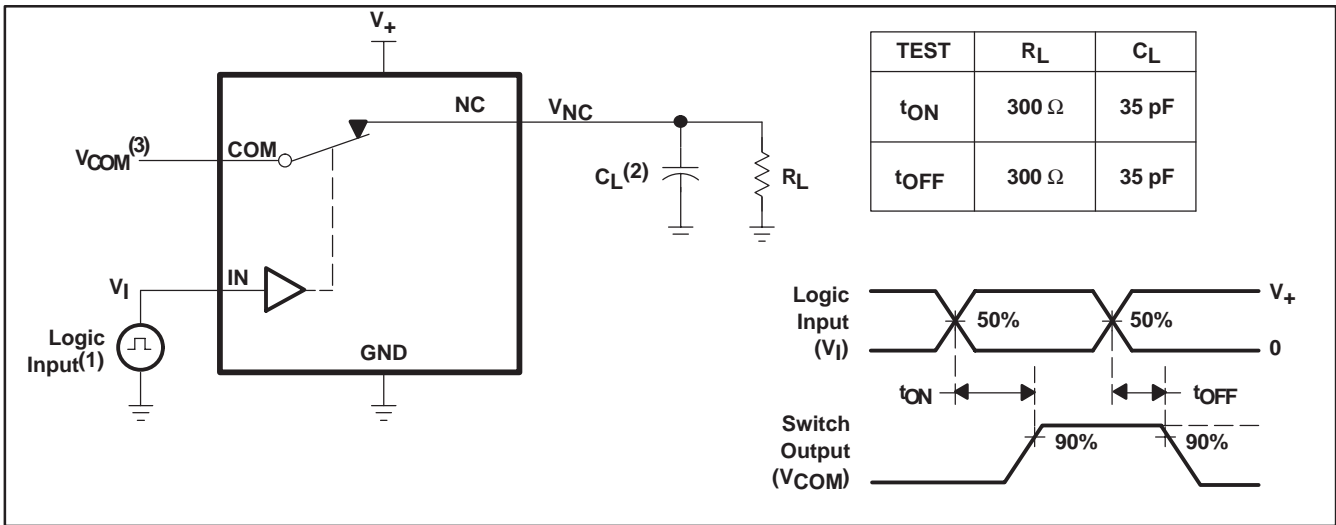 V+
NC
VNC
VCOM(3)
COM
CL(2)
RL
VI
IN
Logic
Input(1)
GND
TEST RL CL
tON 300 Ω 35 pF
tOFF 300 Ω 35 pF
Logic
Input
(VI)
50%
50%
V+
0
tON
tOFF
Switch
Output
(VCOM)
90%
90%